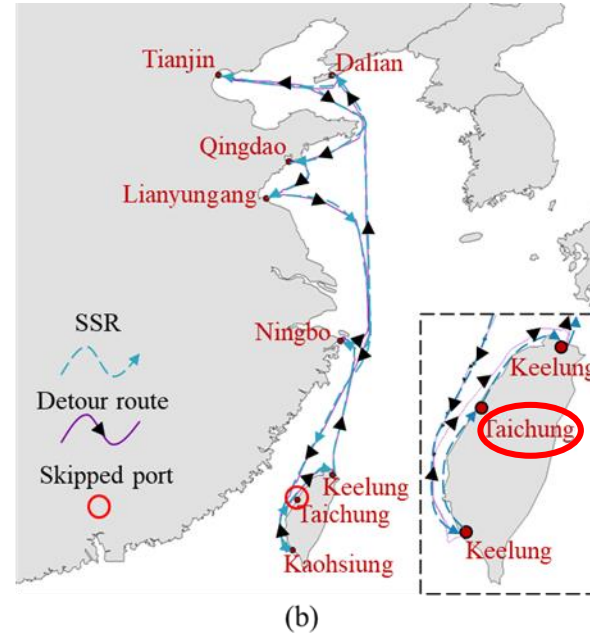 Tianjin
Dalian
Qingdao
Lianyungang
SSR
Ningbo
Detour route
Keelung
Skipped port
Keelung
Taichung
Taichung
Kaohsiung
Keelung
(b)